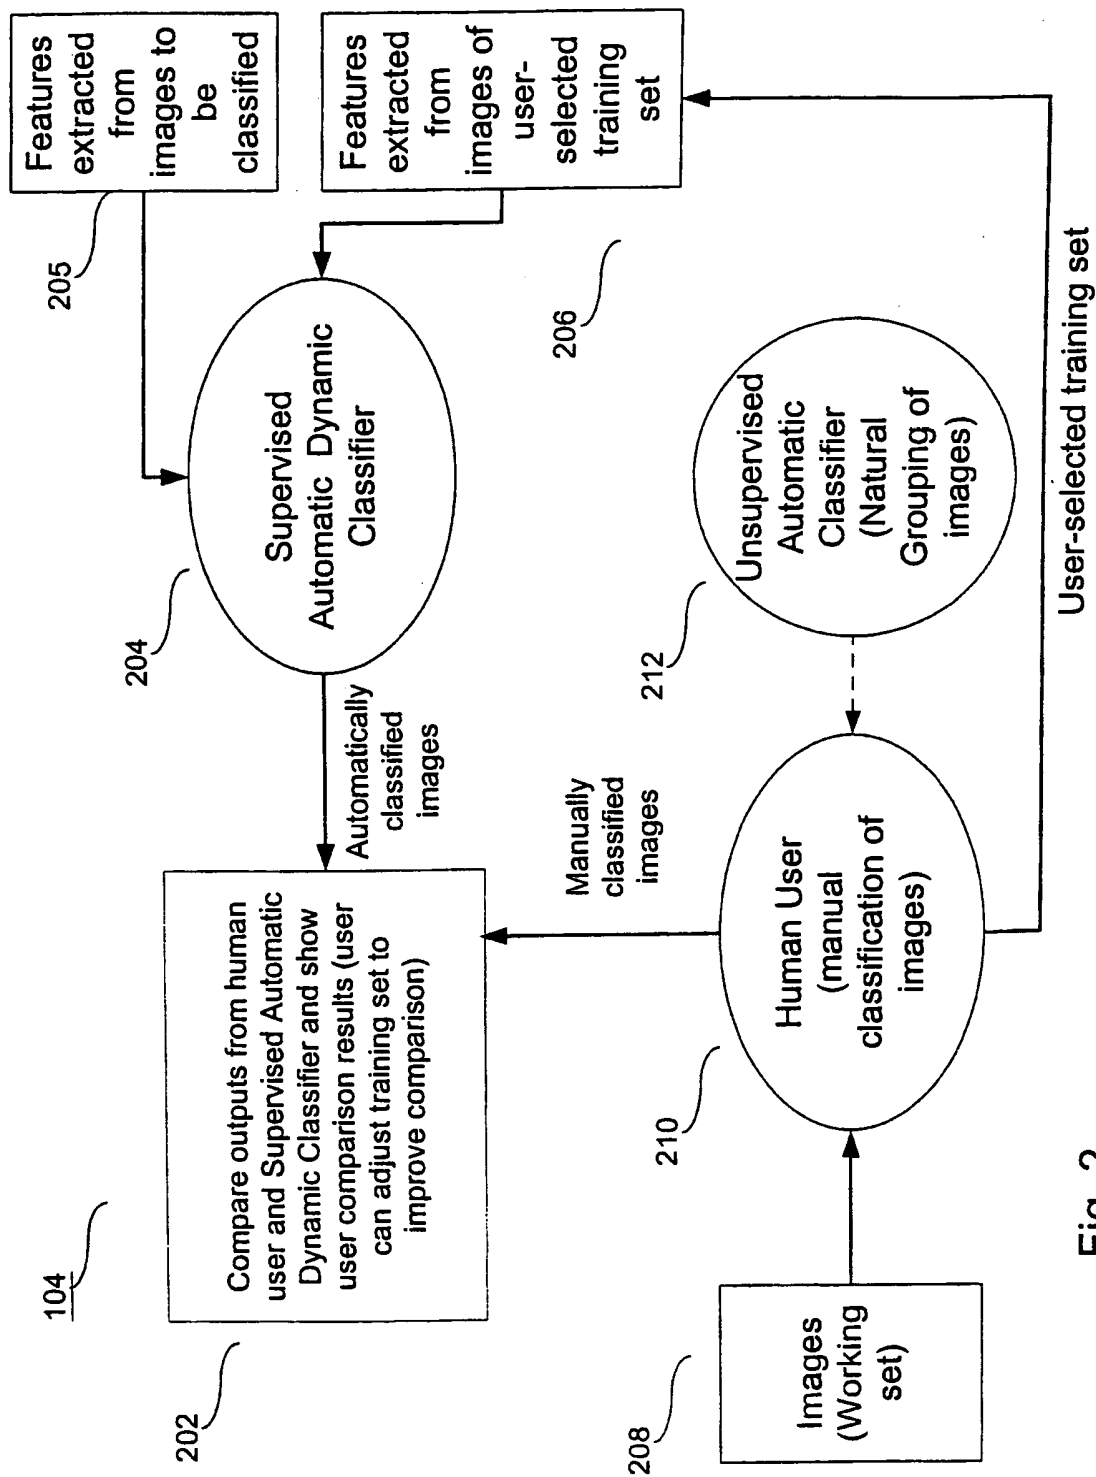 104
202
Compare outputs from human
user and Supervised Automatic
Dynamic Classifier and show
user comparison results (user
can adjust training set to
improve comparison)
Automatically
classified
images
204
Supervised
Automatic Dynamic
Classifier
205
Features
extracted
from
images to
be
classified
206
Features
extracted
from
images of
user-
selected
training
set
Manually
classified
images
208
Images
(Working
set)
210
Human User
(manual
classification of
images)
212
Unsupervised
Automatic
Classifier
(Natural
Grouping of
images)
User-selected training set
Fig. 2